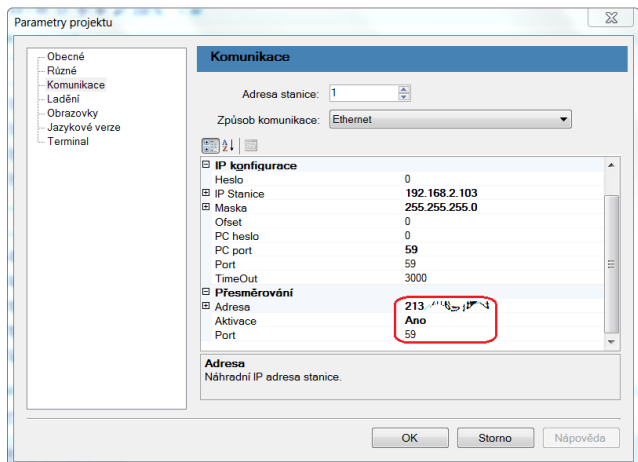 Parametry projektu
Obecné
Různé
Komunikace
Ladění
Obrazovky
Jazykové verze
Terminal
Komunikace
Adresa stanice: 1
Způsob komunikace: Ethernet
IP konfigurace
Heslo 0
IP Stanice 192.168.2.103
Maska 255.255.255.0
Ofset 0
PC heslo 0
PC port 59
Port 59
TimeOut 3000
Přesměrování
Adresa 213
Aktivace Ano
Port 59
Adresa
Náhradní IP adresa stanice.
OK Storno Nápověda